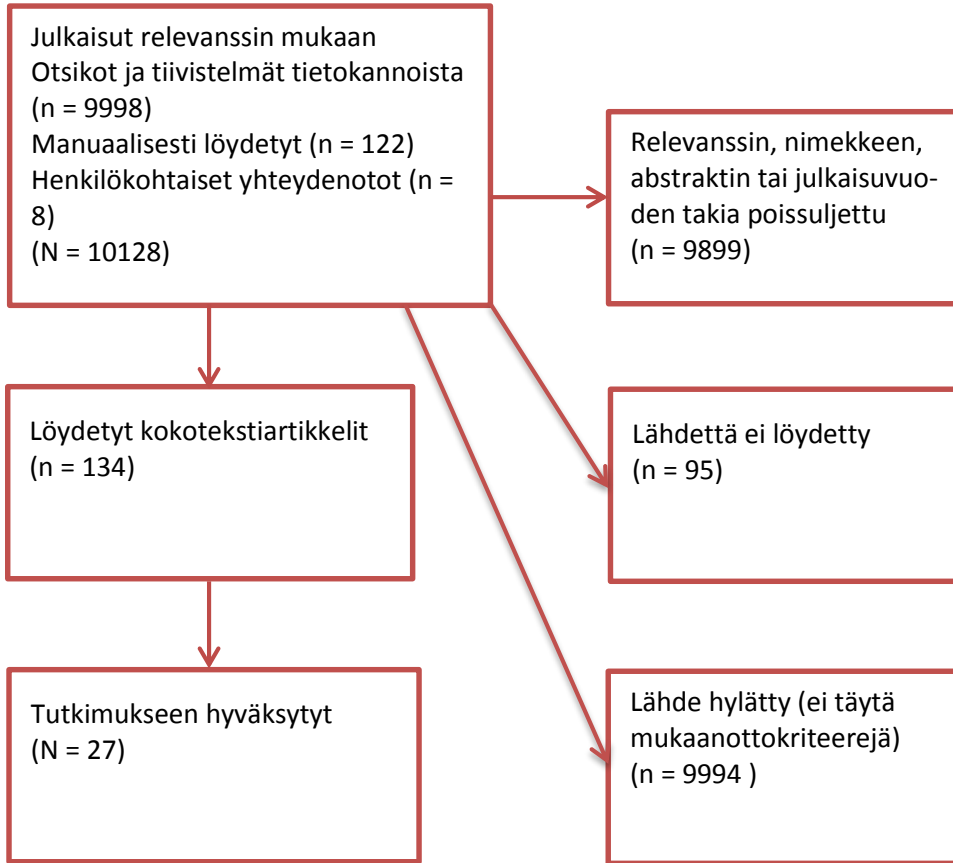 Julkaisut relevanssin mukaan
Otsikot ja tiivistelmät tietokannoista
(n = 9998)
Manuaalisesti löydetyt (n = 122)
Henkilökohtaiset yhteydenotot (n =
8)
(N = 10128)
Relevanssin, nimekkeen,
abstraktin tai julkaisuvuo-
den takia poissuljettu
(n = 9899)
Löydetyt kokotekstiartikkelit
(n = 134)
Lähdettä ei löydetty
(n = 95)
Tutkimukseen hyväksytyt
(N = 27)
Lähde hylätty (ei täytä
mukaanottokriteerejä)
(n = 9994 )